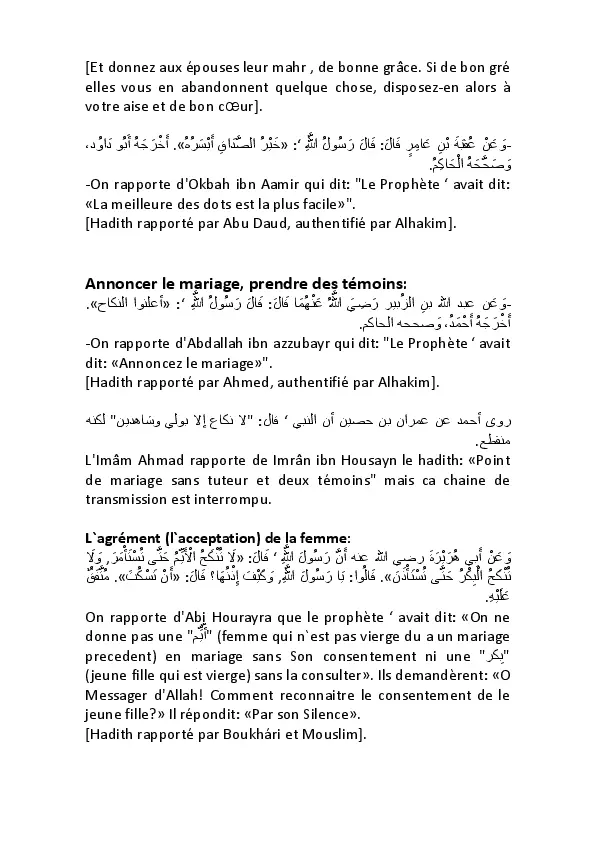 [Et donnez aux épouses leur mahr , de bonne grâce. Si de bon gré
elles vous en abandonnent quelque chose, disposez-en alors à
votre aise et de bon cœur].
-وَعَنْ عُقْبَةَ بْنِ عَامِرٍ قَالَ: قَالَ رَسُولُ اللَّهِ ‘: «خَيْرُ الصَّدَاقِ أَيْسَرُهُ». أَخْرَجَهُ أَبُو دَاوُد،
وَصَحَّحَهُ الْحَاكِمُ.
-On rapporte d'Okbah ibn Aamir qui dit: "Le Prophète ‘ avait dit:
«La meilleure des dots est la plus facile»".
[Hadith rapporté par Abu Daud, authentifié par Alhakim].
Annoncer le mariage, prendre des témoins:
-وَعَن عبد الله بنِ الزُبير رَضِيَ اللَّهُ عَنْهُمَا قَالَ: قَالَ رَسُولُ اللَّهِ ‘: «أعلنوا النكاح».
أَخْرَجَهُ أَحْمَدُ، وَصححه الحاكم.
-On rapporte d'Abdallah ibn azzubayr qui dit: "Le Prophète ‘ avait
dit: «Annoncez le mariage»".
[Hadith rapporté par Ahmed, authentifié par Alhakim].
روى أحمد عن عمران بن حصين أن النبي ‘ قال: "لا نكاع إلا بولي وشاهدين" لكنه
منقطع.
L'Imâm Ahmad rapporte de Imrân ibn Housayn le hadith: «Point
de mariage sans tuteur et deux témoins" mais ca chaine de
transmission est interrompu.
L`agrément (l`acceptation) de la femme:
وَعَنْ أَبِي هُرَيْرَةَ رضي الله عنه أَنَّ رَسُولَ اللَّهِ ‘ قَالَ: «لَا تُنْكَحُ الْأَيِّمُ حَتَّى تُسْتَأْمَرَ, وَلَا
تُنْكَحُ الْبِكْرُ حَتَّى تُسْتَأْذَنَ». قَالُوا: يَا رَسُولَ اللَّهِ, وَكَيْفَ إِذْنُهَا؟ قَالَ: «أَنْ تَسْكُتَ». مُتَّفَقٌ
عَلَيْهِ.
On rapporte d'Abi Hourayra que le prophète ‘ avait dit: «On ne
donne pas une "أَيِّم" (femme qui n`est pas vierge du a un mariage
precedent) en mariage sans Son consentement ni une "بِكر"
(jeune fille qui est vierge) sans la consulter». Ils demandèrent: «O
Messager d'Allah! Comment reconnaitre le consentement de le
jeune fille?» Il répondit: «Par son Silence».
[Hadith rapporté par Boukhári et Mouslim].